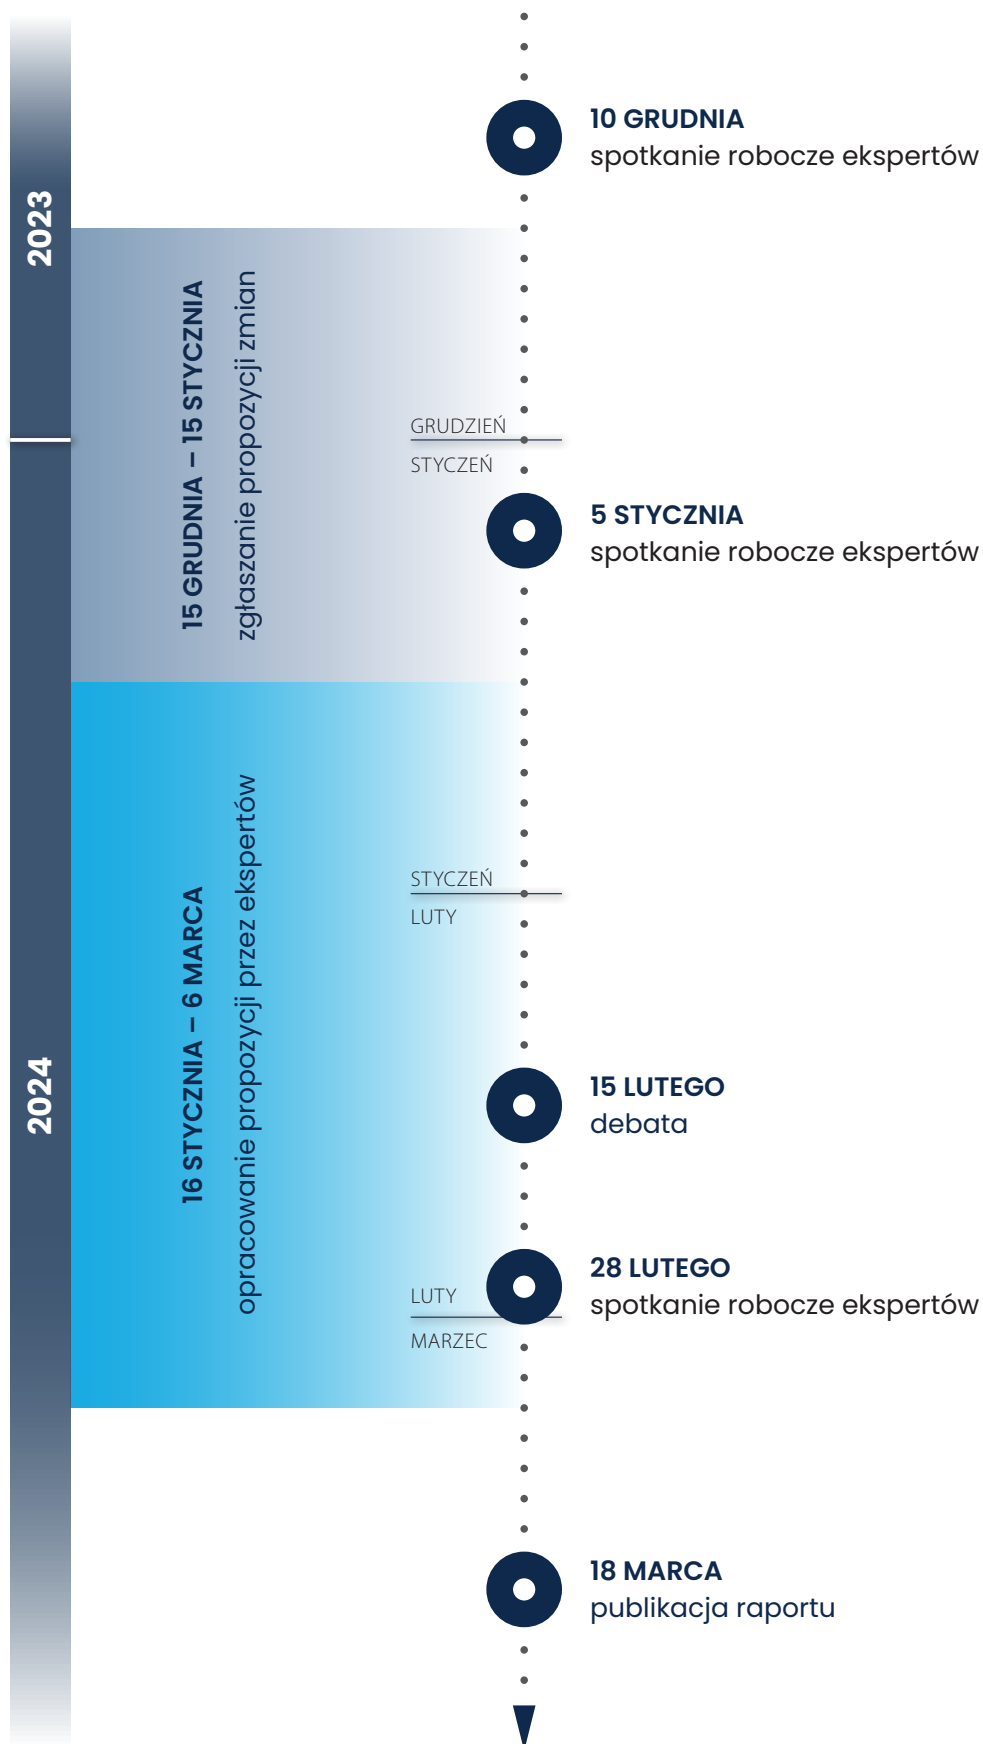 2023
10 GRUDNIA
spotkanie robocze ekspertów
15 GRUDNIA – 15 STYCZNIA
zgłaszanie propozycji zmian
GRUDZIEŃ
STYCZEŃ
5 STYCZNIA
spotkanie robocze ekspertów
2024
16 STYCZNIA – 6 MARCA
opracowanie propozycji przez ekspertów
STYCZEŃ
LUTY
15 LUTEGO
debata
28 LUTEGO
spotkanie robocze ekspertów
LUTY
MARZEC
18 MARCA
publikacja raportu